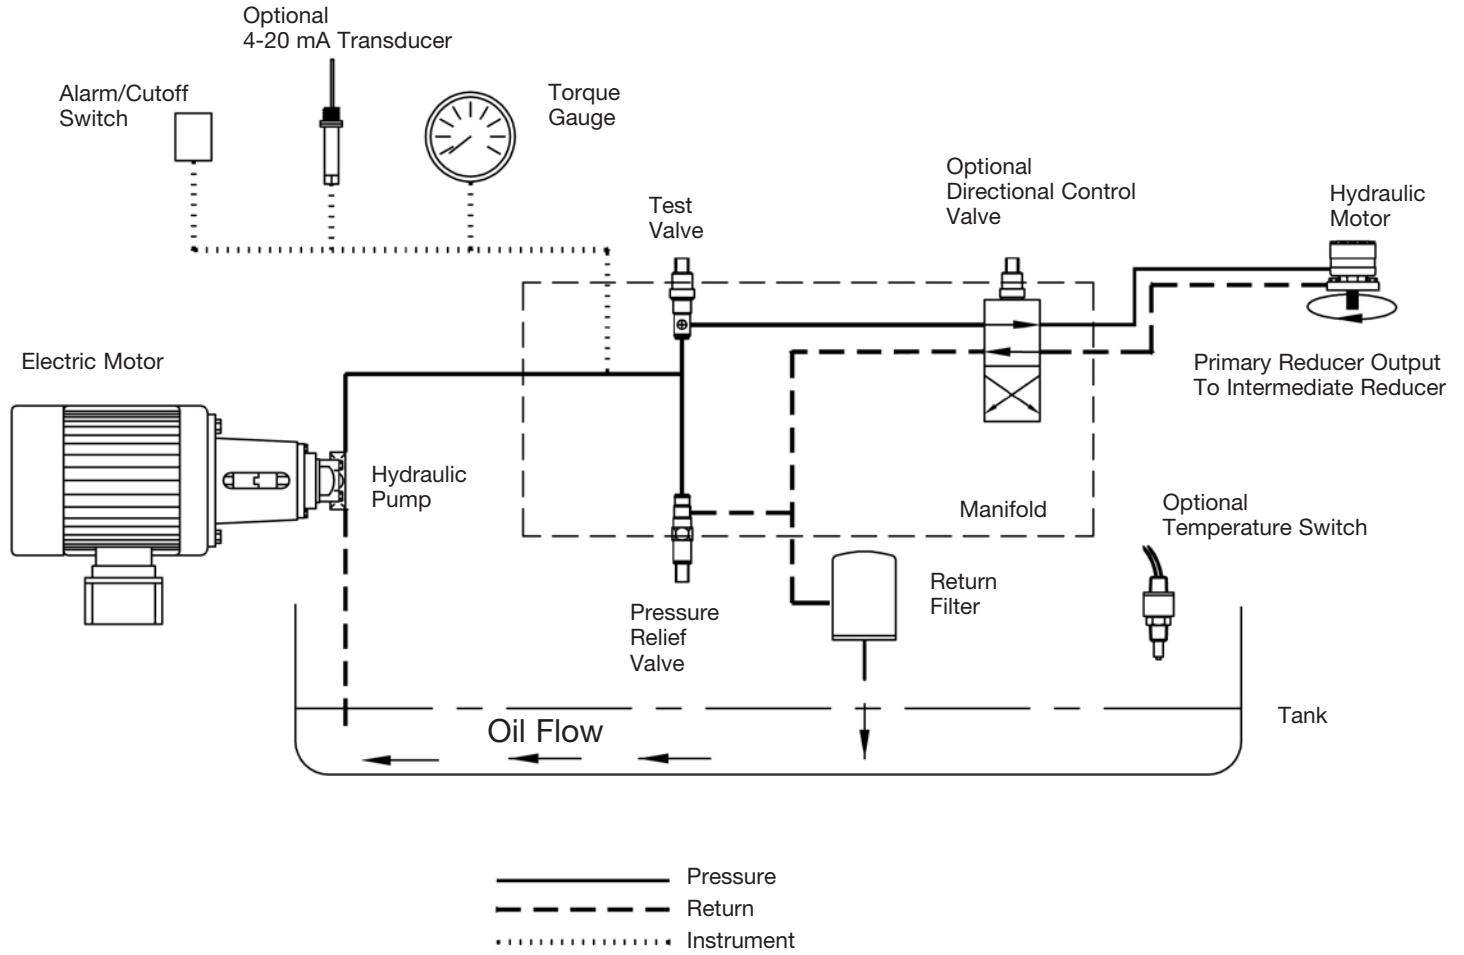 Optional
4-20 mA Transducer
Alarm/Cutoff
Switch
Torque
Gauge
Test
Valve
Optional
Directional Control
Valve
Hydraulic
Motor
Electric Motor
Primary Reducer Output
To Intermediate Reducer
Hydraulic
Pump
Manifold
Optional
Temperature Switch
Return
Filter
Pressure
Relief
Valve
Oil Flow
Tank
Pressure
Return
Instrument